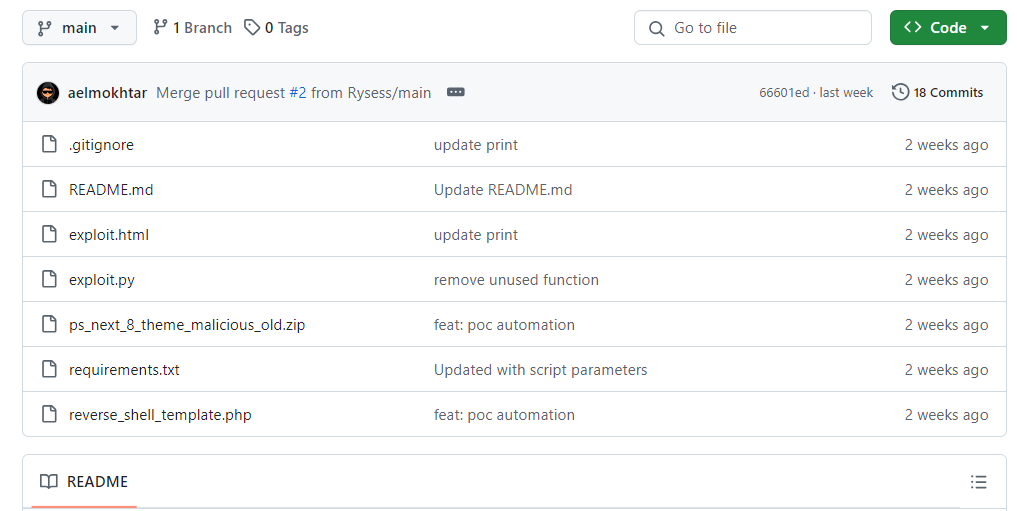 main 1 Branch 0 Tags Go to file Code
aelmokhtar Merge pull request #2 from Rysess/main 66601ed · last week 18 Commits
.gitignore update print 2 weeks ago
README.md Update README.md 2 weeks ago
exploit.html update print 2 weeks ago
exploit.py remove unused function 2 weeks ago
ps_next_8_theme_malicious_old.zip feat: poc automation 2 weeks ago
requirements.txt Updated with script parameters 2 weeks ago
reverse_shell_template.php feat: poc automation 2 weeks ago
README